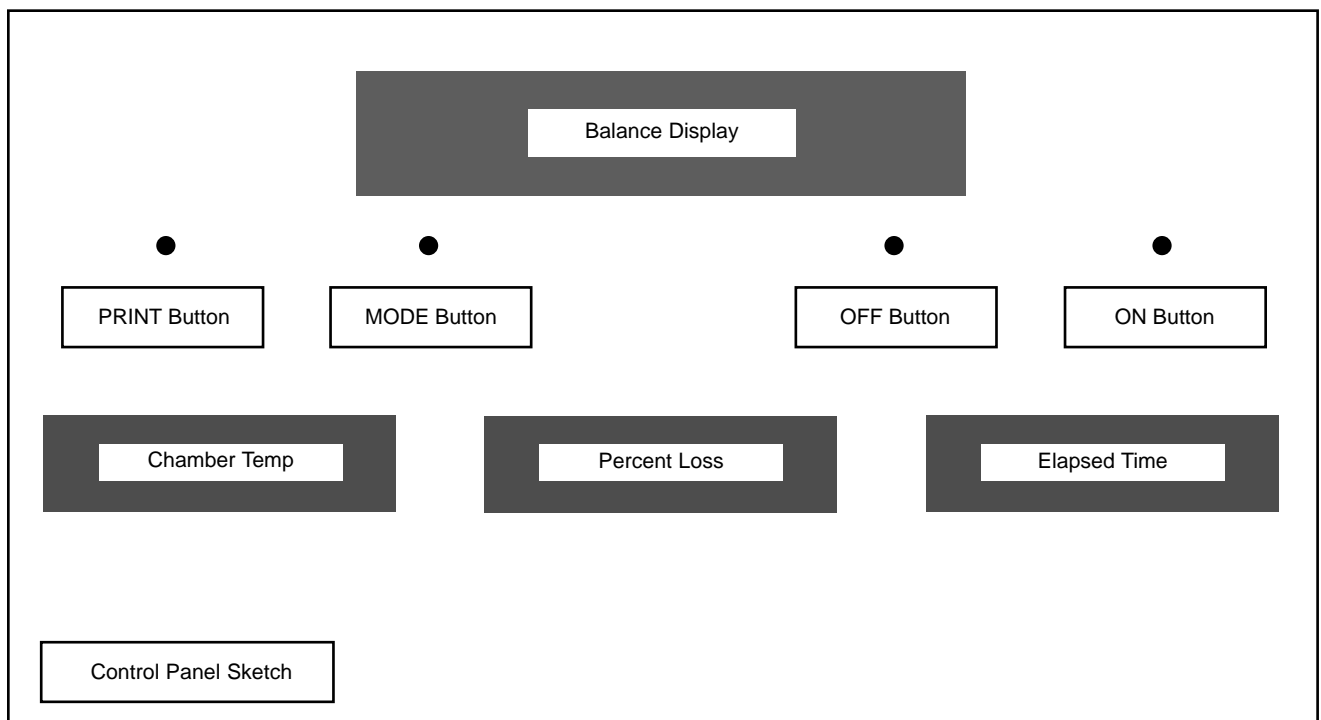 Balance Display
PRINT Button
MODE Button
OFF Button
ON Button
Chamber Temp
Percent Loss
Elapsed Time
Control Panel Sketch